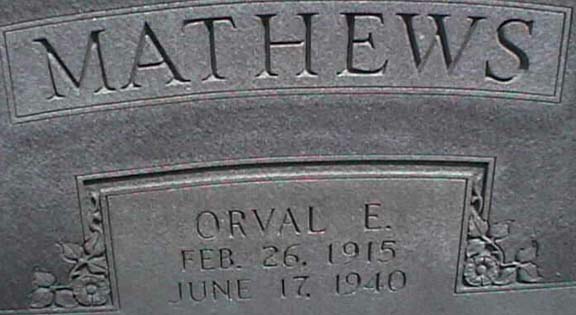 MATHEWS
ORVAL E.
FEB. 26, 1915
JUNE 17, 1940